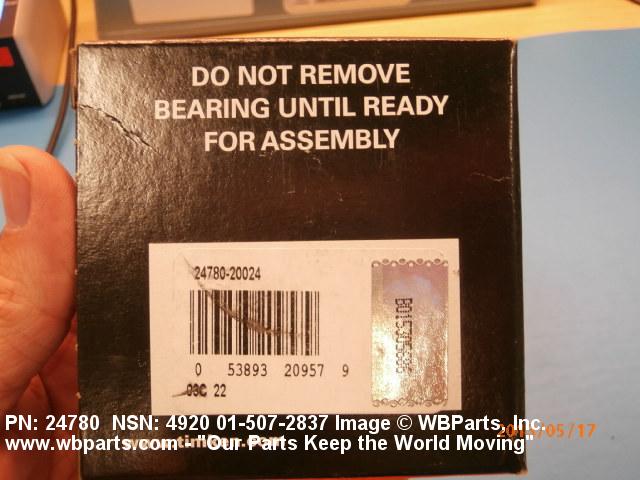 DO NOT REMOVE
BEARING UNTIL READY
FOR ASSEMBLY
24780-20024
0 53893 20957 9
03C 22
PN: 24780 NSN: 4920 01-507-2837 Image © WBParts, Inc.
www.wbparts.com - "Our Parts Keep the World Moving"